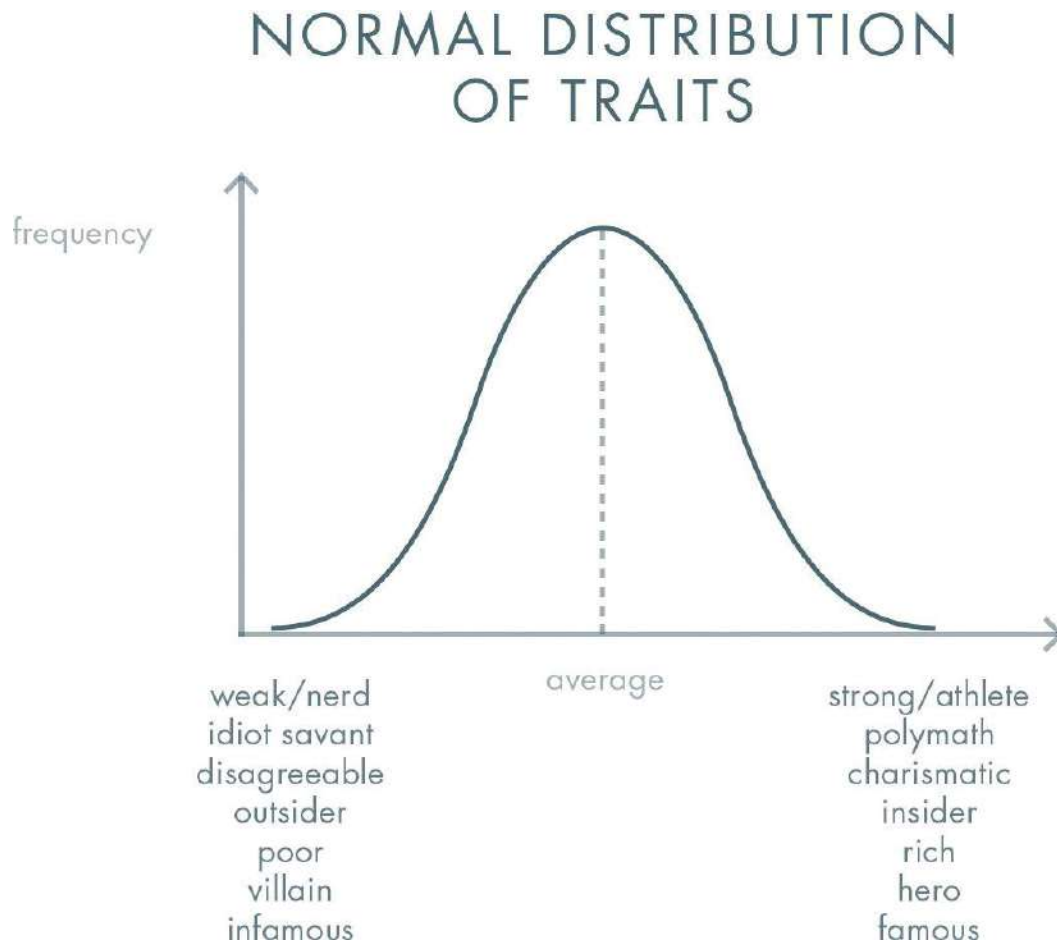 NORMAL DISTRIBUTION
OF TRAITS
frequency
average
weak/nerd
idiot savant
disagreeable
outsider
poor
villain
infamous
strong/athlete
polymath
charismatic
insider
rich
hero
famous